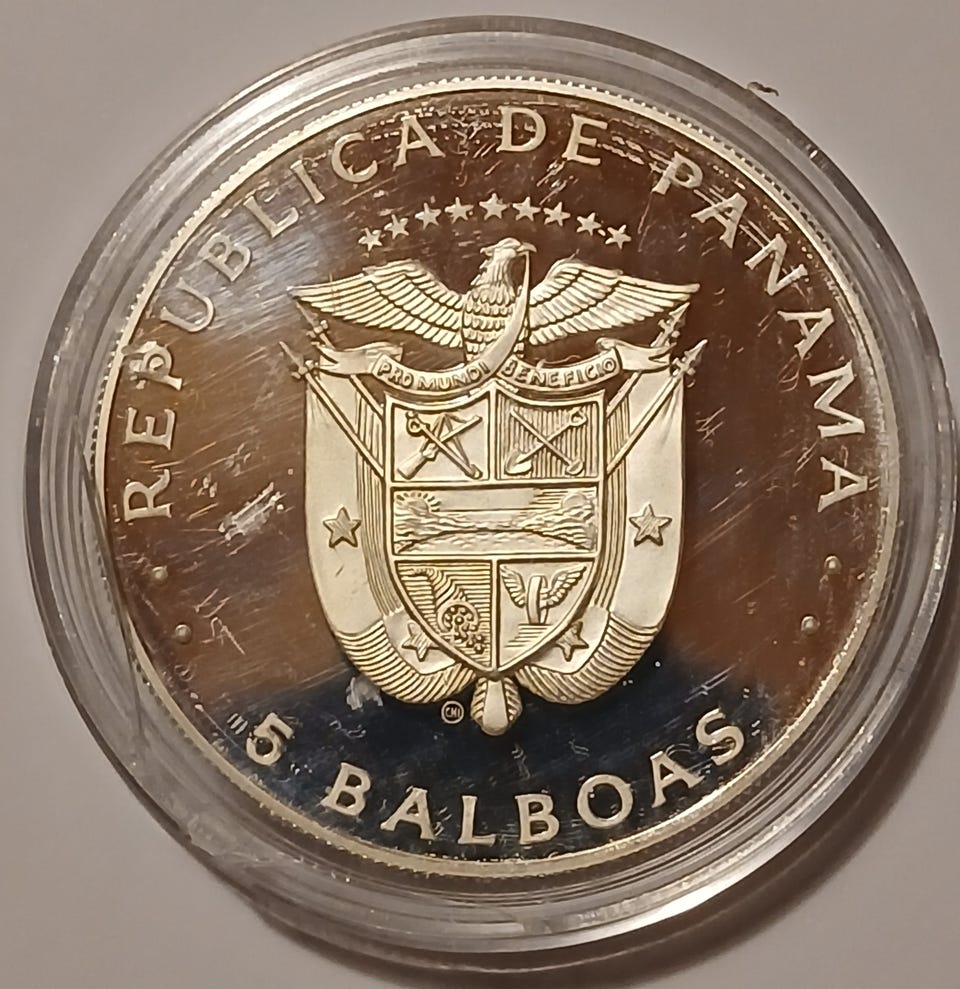 REPUBLICA DE PANAMA
PRO MUNDI BENEFICIO
CHI
5 BALBOAS